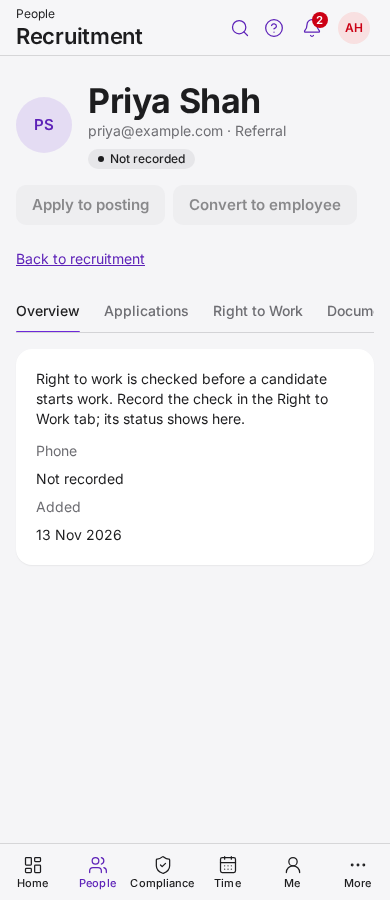 People
Recruitment
2
AH
PS
Priya Shah
priya@example.com · Referral
Not recorded
Apply to posting
Convert to employee
Back to recruitment
Overview
Applications
Right to Work
Docum
Right to work is checked before a candidate
starts work. Record the check in the Right to
Work tab; its status shows here.
Phone
Not recorded
Added
13 Nov 2026
Home
People
Compliance
Time
Me
More